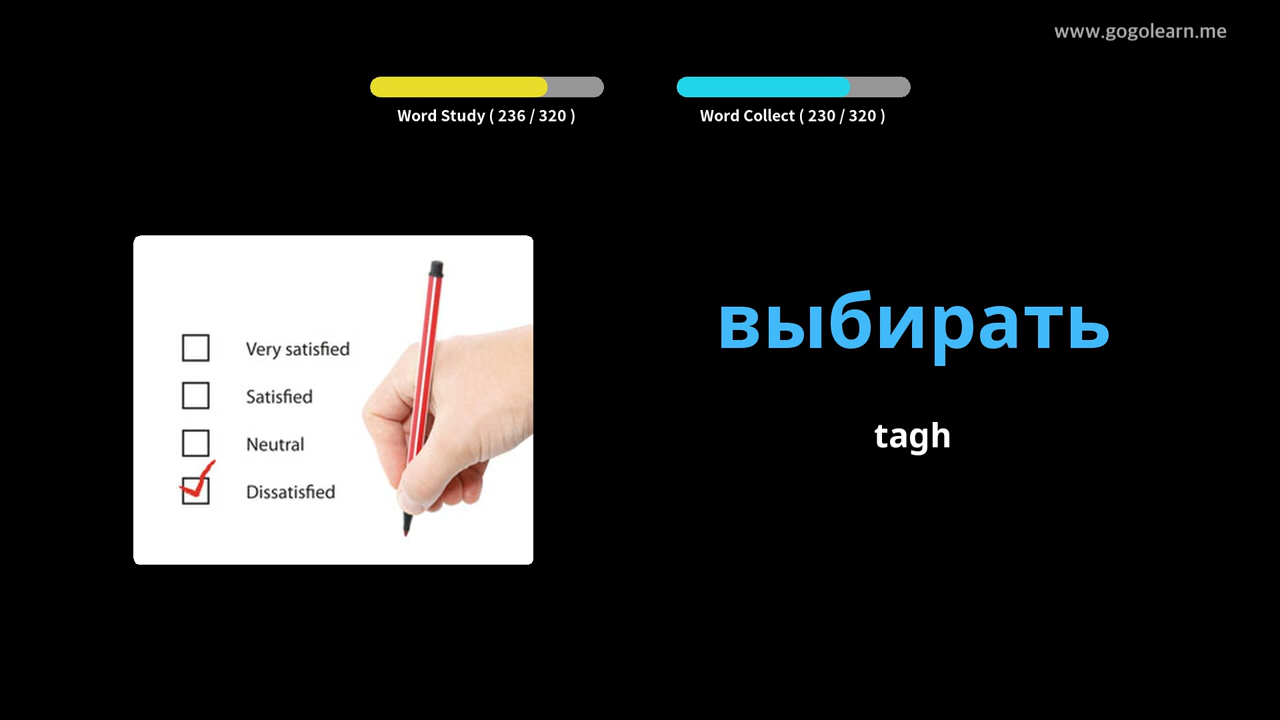 www.gogolearn.me
Word Study ( 236 / 320 )
Word Collect ( 230 / 320 )
Very satisfied
Satisfied
Neutral
Dissatisfied
выбирать
tagh